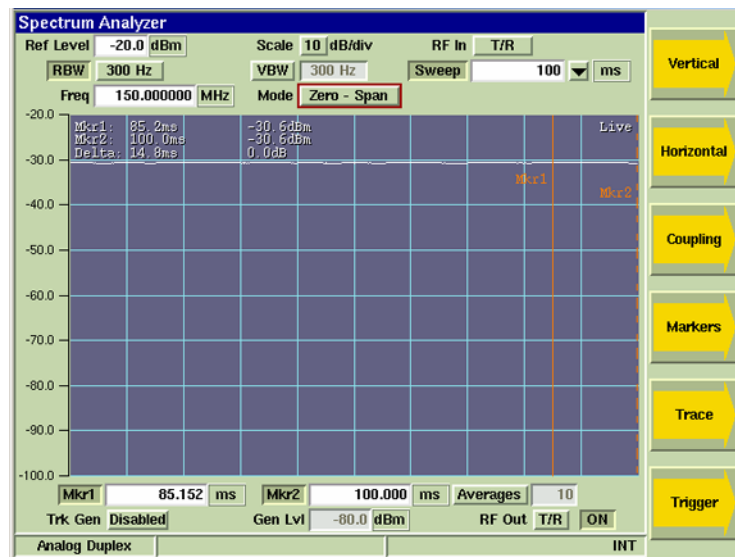 Spectrum Analyzer
Ref Level -20.0 dBm Scale 10 dB/div RF In T/R
RBW 300 Hz VBW 300 Hz Sweep 100 ms
Freq 150.000000 MHz Mode Zero - Span
-20.0
Mkr1: 85.2ms -30.6dBm Live
Mkr2: 100.0ms -30.6dBm
Delta: 14.8ms 0.0dB
-30.0
Mkr1
Mkr2
-40.0
-50.0
-60.0
-70.0
-80.0
-90.0
-100.0
Mkr1 85.152 ms Mkr2 100.000 ms Averages 10
Trk Gen Disabled Gen Lvl -80.0 dBm RF Out T/R ON
Analog Duplex INT
Vertical
Horizontal
Coupling
Markers
Trace
Trigger